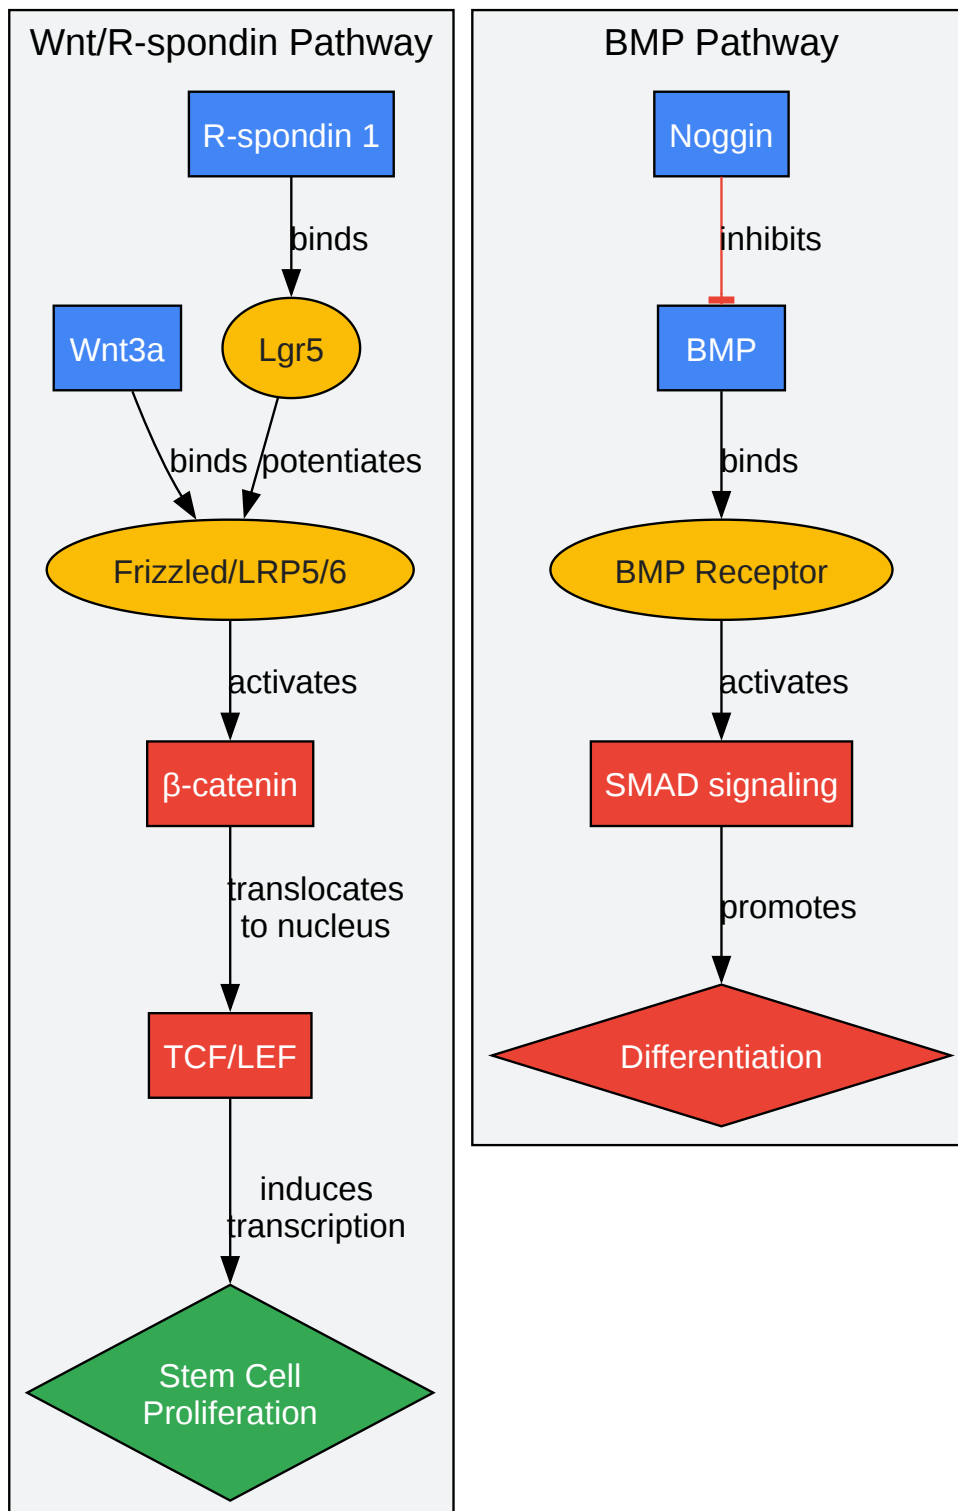 Wnt/R-spondin Pathway
R-spondin 1
binds
Wnt3a
Lgr5
binds
potentiates
Frizzled/LRP5/6
activates
β-catenin
translocates
to nucleus
TCF/LEF
induces
transcription
Stem Cell
Proliferation
BMP Pathway
Noggin
inhibits
BMP
binds
BMP Receptor
activates
SMAD signaling
promotes
Differentiation